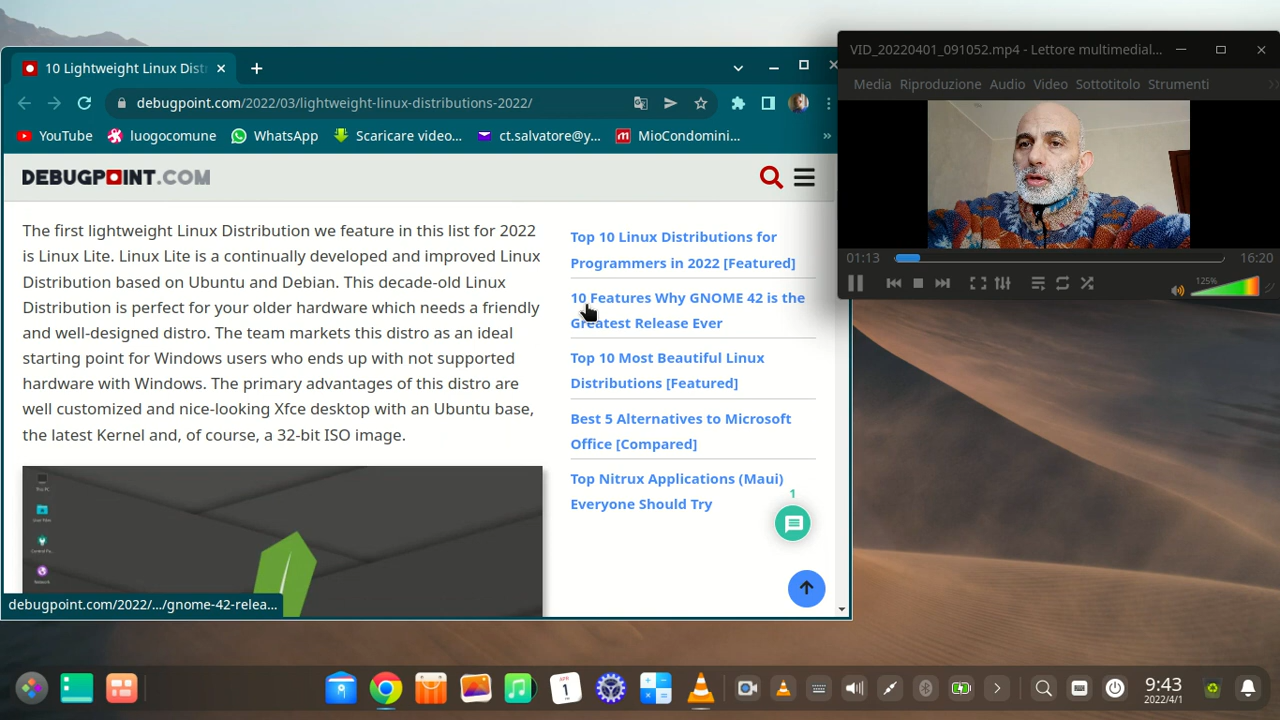 10 Lightweight Linux Dist
debugpoint.com/2022/03/lightweight-linux-distributions-2022/
YouTube
luogocomune
WhatsApp
Scaricare video...
ct.salvatore@y...
MioCondomini...
»
DEBUGPOINT.COM
The first lightweight Linux Distribution we feature in this list for 2022
is Linux Lite. Linux Lite is a continually developed and improved Linux
Distribution based on Ubuntu and Debian. This decade-old Linux
Distribution is perfect for your older hardware which needs a friendly
and well-designed distro. The team markets this distro as an ideal
starting point for Windows users who ends up with not supported
hardware with Windows. The primary advantages of this distro are
well customized and nice-looking Xfce desktop with an Ubuntu base,
the latest Kernel and, of course, a 32-bit ISO image.
Top 10 Linux Distributions for
Programmers in 2022 [Featured]
10 Features Why GNOME 42 is the
Greatest Release Ever
Top 10 Most Beautiful Linux
Distributions [Featured]
Best 5 Alternatives to Microsoft
Office [Compared]
Top Nitrux Applications (Maui)
Everyone Should Try
1
debugpoint.com/2022/.../gnome-42-relea...
VID_20220401_091052.mp4 - Lettore multimedial...
Media Riproduzione Audio Video Sottotitolo Strumenti
01:13
16:20
125%
APR
1
9:43
2022/4/1